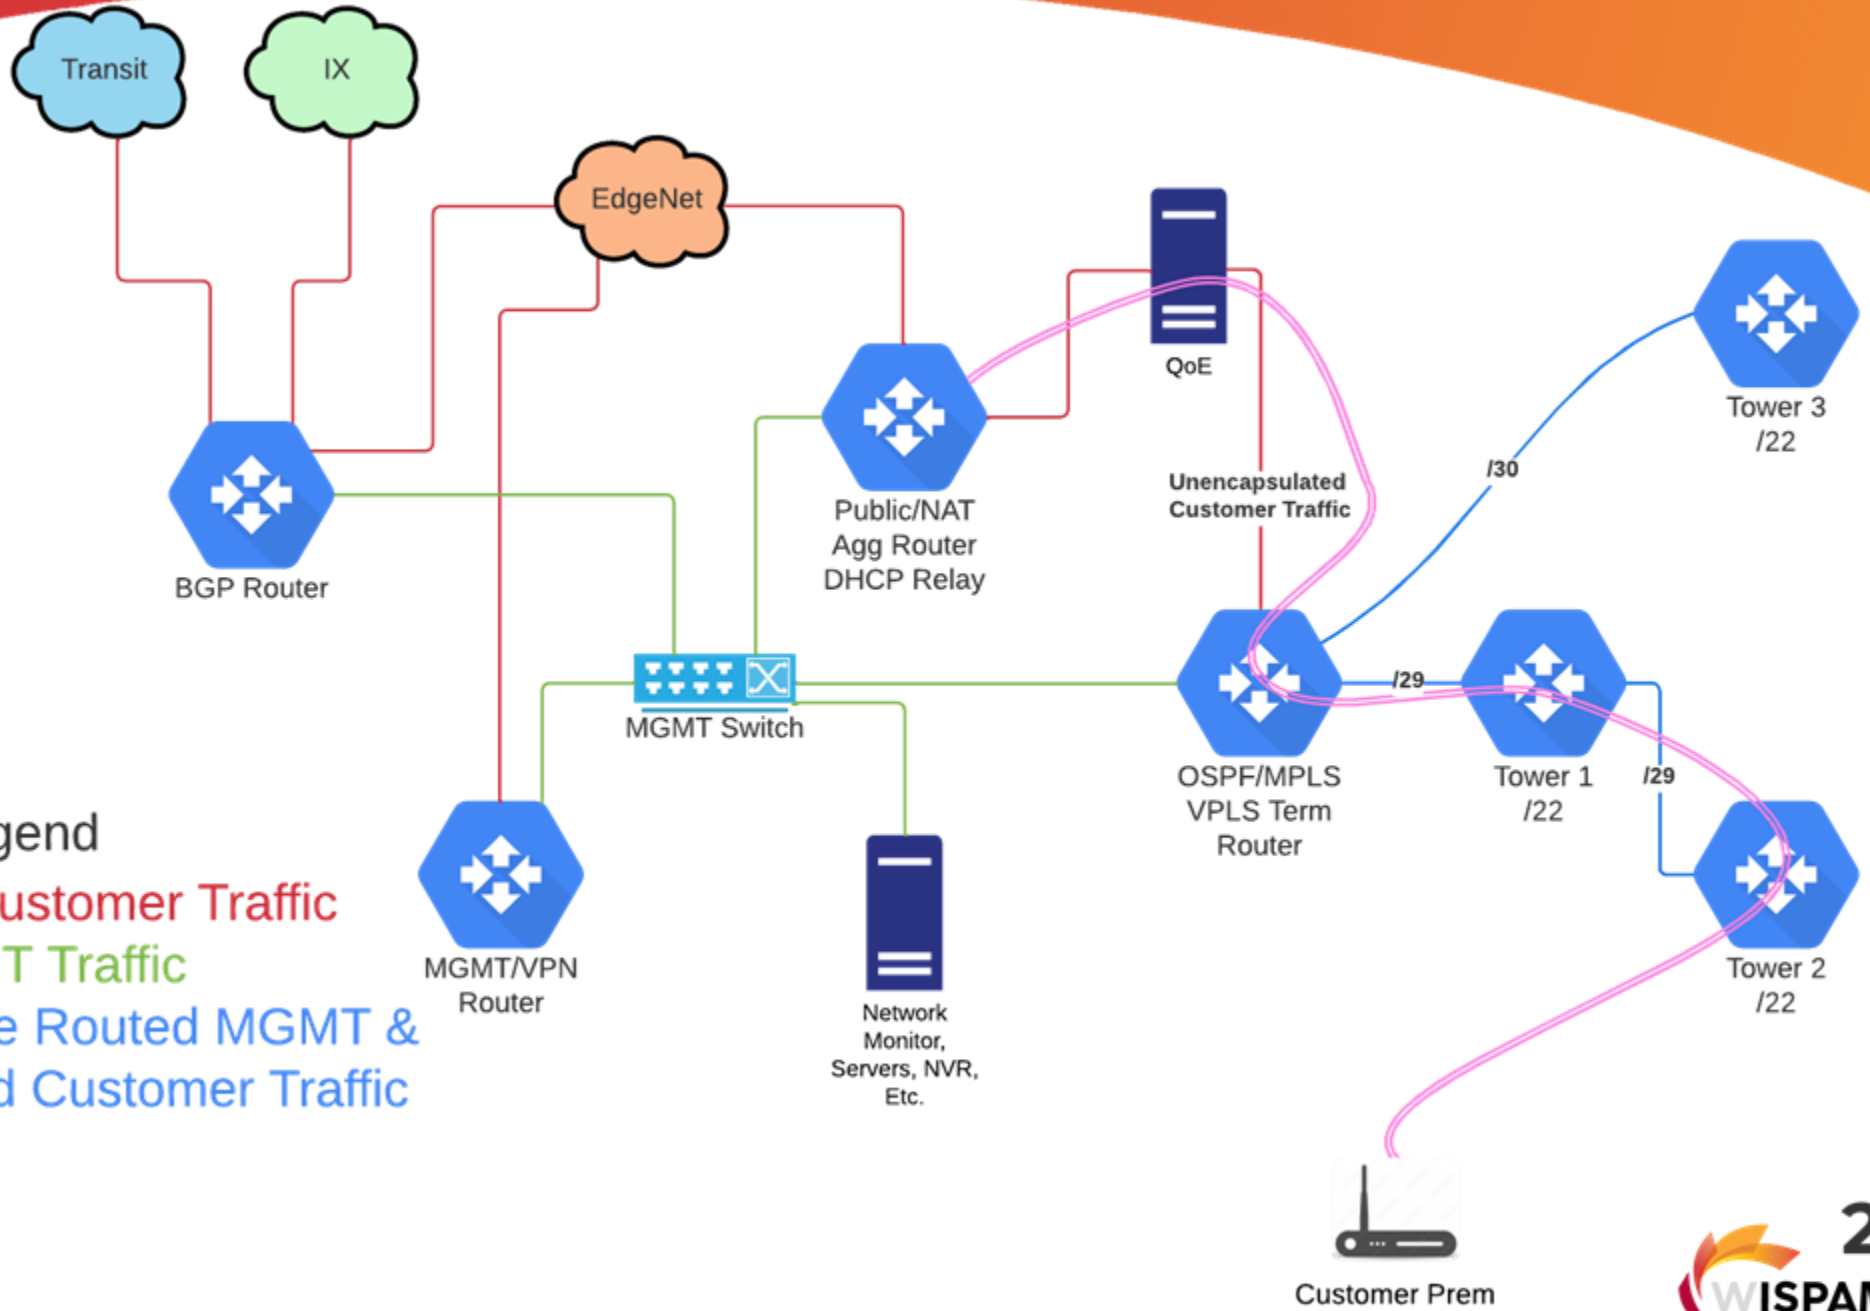 Transit
IX
EdgeNet
QoE
Tower 3
/22
/30
Unencapsulated
Customer Traffic
Public/NAT
Agg Router
DHCP Relay
BGP Router
MGMT Switch
/29
OSPF/MPLS
VPLS Term
Router
Tower 1
/22
/29
Tower 2
/22
MGMT/VPN
Router
Network
Monitor,
Servers, NVR,
Etc.
gend
ustomer Traffic
T Traffic
e Routed MGMT &
d Customer Traffic
Customer Prem
2
WISPAM